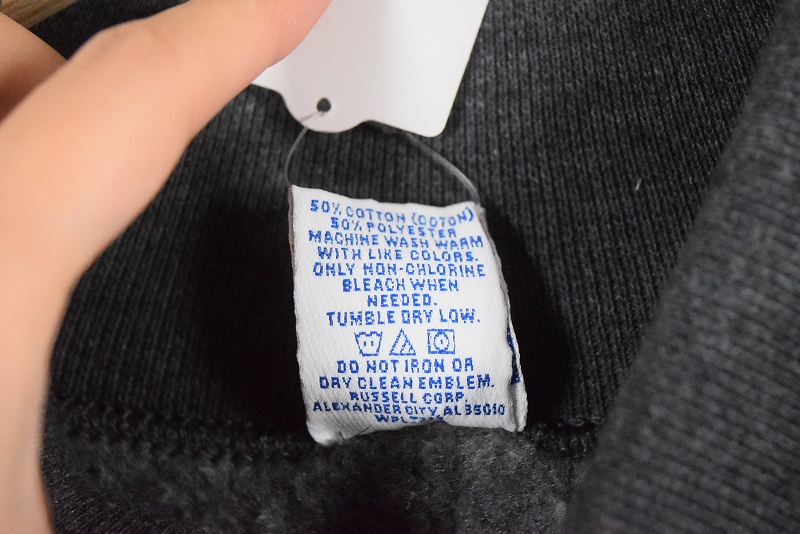 50% COTTON (COTON)
50% POLYESTER
MACHINE WASH WARM
WITH LIKE COLORS.
ONLY NON-CHLORINE
BLEACH WHEN
NEEDED.
TUMBLE DRY LOW.
DO NOT IRON OR
DRY CLEAN EMBLEM.
RUSSELL CORP.
ALEXANDER CITY, AL 35010